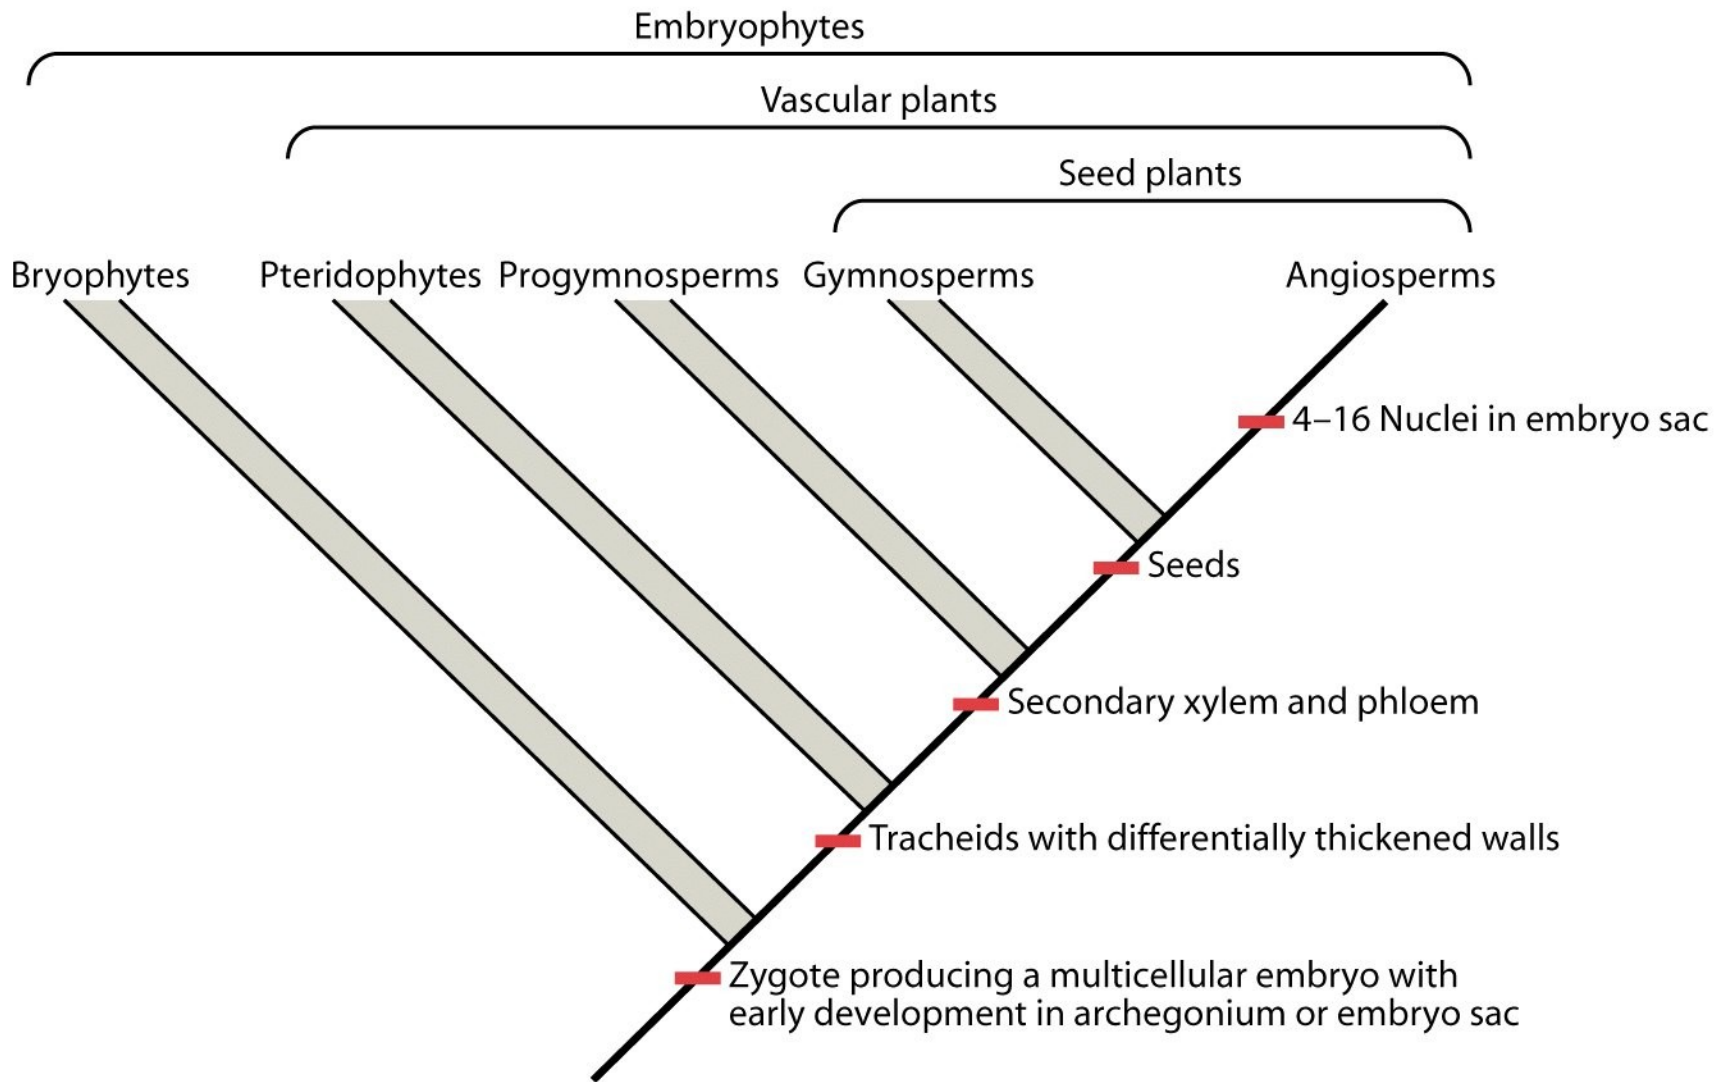 Embryophytes
Vascular plants
Seed plants
Bryophytes
Pteridophytes
Progymnosperms
Gymnosperms
Angiosperms
4–16 Nuclei in embryo sac
Seeds
Secondary xylem and phloem
Tracheids with differentially thickened walls
Zygote producing a multicellular embryo with
early development in archegonium or embryo sac